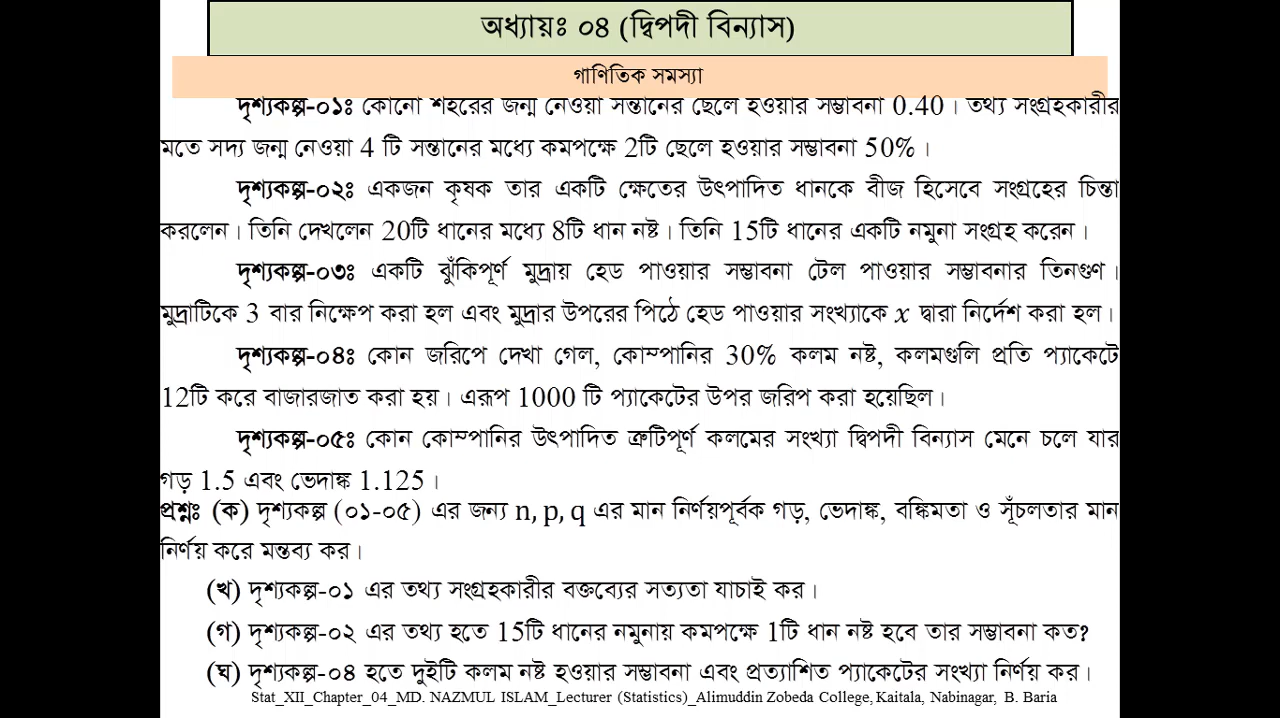 অধ্যায়ঃ ০৪ (দ্বিপদী বিন্যাস)
গাণিতিক সমস্যা
দৃশ্যকল্প-০১ঃ কোনো শহরের জন্ম নেওয়া সন্তানের ছেলে হওয়ার সম্ভাবনা 0.40। তথ্য সংগ্রহকারীর
মতে সদ্য জন্ম নেওয়া 4 টি সন্তানের মধ্যে কমপক্ষে 2টি ছেলে হওয়ার সম্ভাবনা 50%।
দৃশ্যকল্প-০২ঃ একজন কৃষক তার একটি ক্ষেতের উৎপাদিত ধানকে বীজ হিসেবে সংগ্রহের চিন্তা
করলেন। তিনি দেখলেন 20টি ধানের মধ্যে 8টি ধান নষ্ট। তিনি 15টি ধানের একটি নমুনা সংগ্রহ করেন।
দৃশ্যকল্প-০৩ঃ একটি ঝুঁকিপূর্ণ মুদ্রায় হেড পাওয়ার সম্ভাবনা টেল পাওয়ার সম্ভাবনার তিনগুণ।
মুদ্রাটিকে 3 বার নিক্ষেপ করা হল এবং মুদ্রার উপরের পিঠে হেড পাওয়ার সংখ্যাকে x দ্বারা নির্দেশ করা হল।
দৃশ্যকল্প-০৪ঃ কোন জরিপে দেখা গেল, কোম্পানির 30% কলম নষ্ট, কলমগুলি প্রতি প্যাকেটে
12টি করে বাজারজাত করা হয়। এরূপ 1000 টি প্যাকেটের উপর জরিপ করা হয়েছিল।
দৃশ্যকল্প-০৫ঃ কোন কোম্পানির উৎপাদিত ত্রুটিপূর্ণ কলমের সংখ্যা দ্বিপদী বিন্যাস মেনে চলে যার
গড় 1.5 এবং ভেদাঙ্ক 1.125।
প্রশ্নঃ (ক) দৃশ্যকল্প (০১-০৫) এর জন্য n, p, q এর মান নির্ণয়পূর্বক গড়, ভেদাঙ্ক, বঙ্কিমতা ও সূঁচলতার মান
নির্ণয় করে মন্তব্য কর।
(খ) দৃশ্যকল্প-০১ এর তথ্য সংগ্রহকারীর বক্তব্যের সত্যতা যাচাই কর।
(গ) দৃশ্যকল্প-০২ এর তথ্য হতে 15টি ধানের নমুনায় কমপক্ষে 1টি ধান নষ্ট হবে তার সম্ভাবনা কত?
(ঘ) দৃশ্যকল্প-০৪ হতে দুইটি কলম নষ্ট হওয়ার সম্ভাবনা এবং প্রত্যাশিত প্যাকেটের সংখ্যা নির্ণয় কর।
Stat_XII_Chapter_04_MD. NAZMUL ISLAM_Lecturer (Statistics)_Alimuddin Zobeda College, Kaitala, Nabinagar, B. Baria